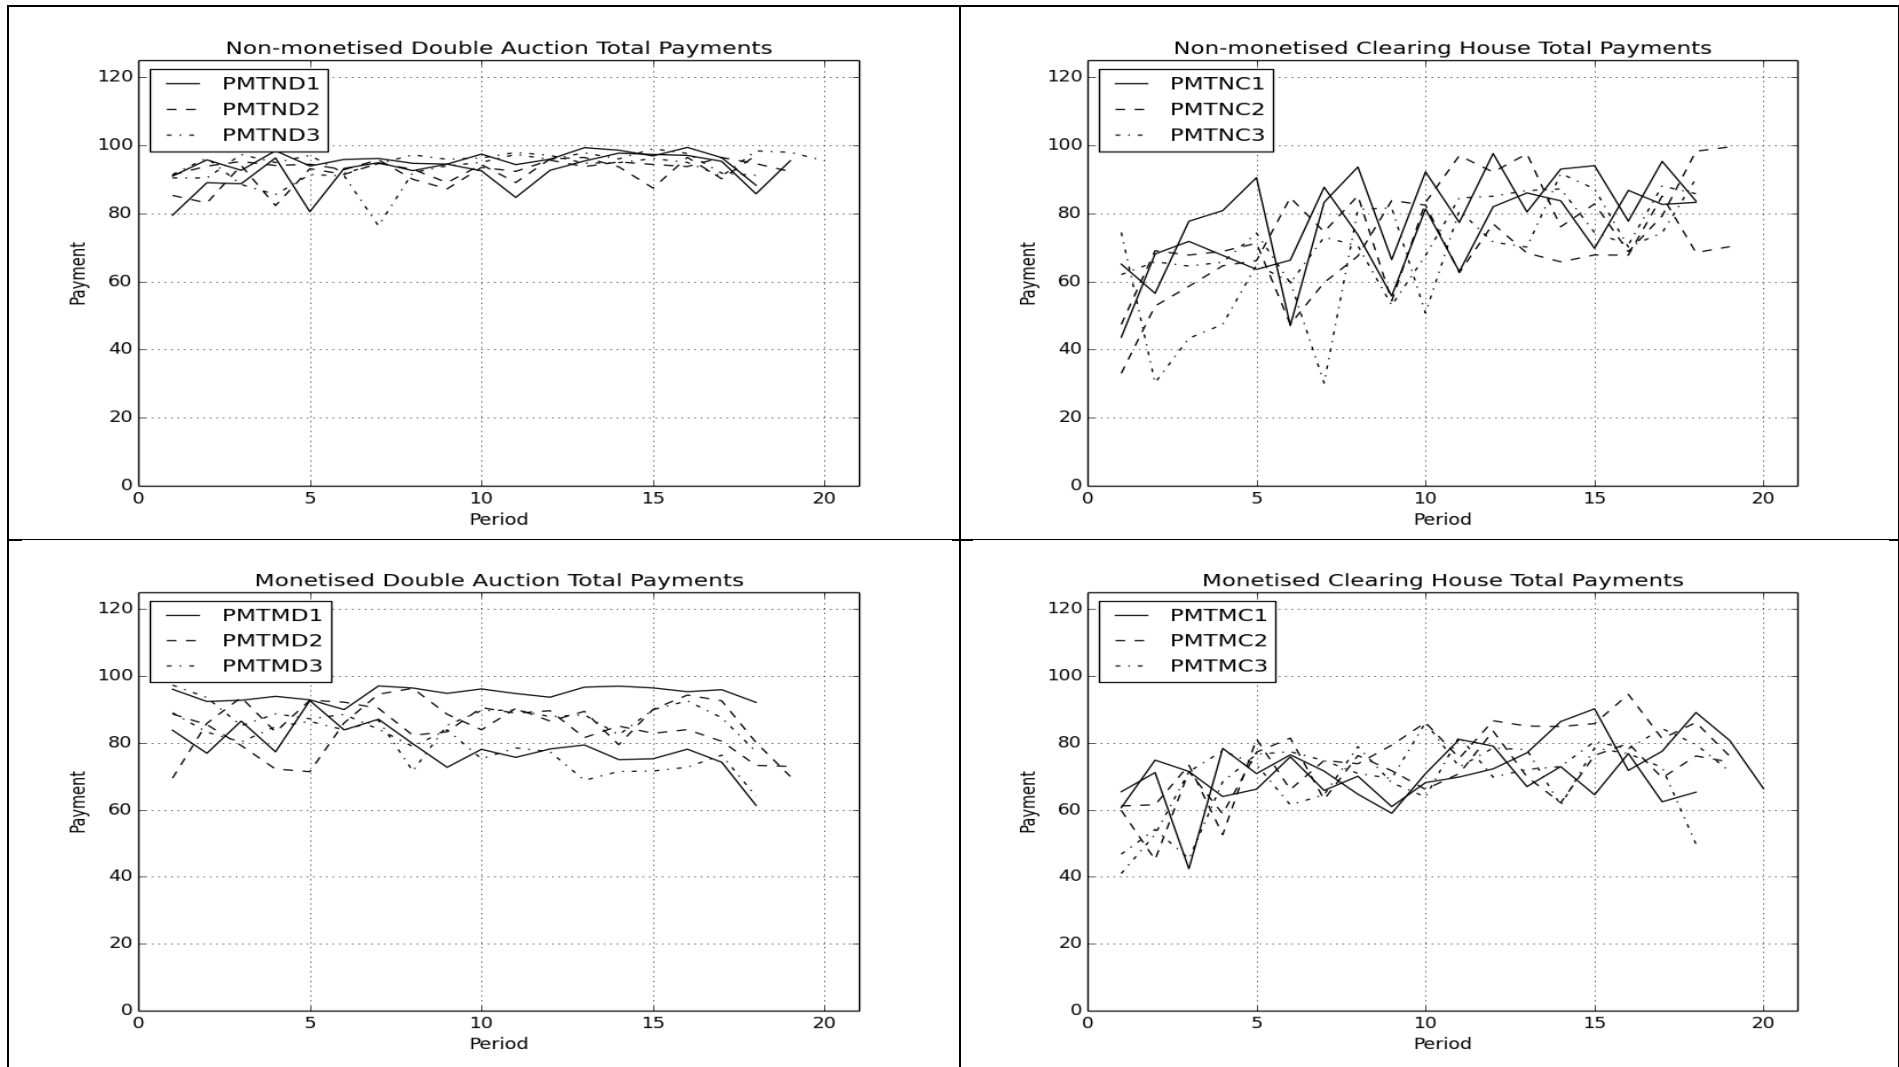 Non-monetised Double Auction Total Payments
120
100
80
60
40
20
0
PMTND1
PMTND2
PMTND3
Payment
0 5 10 15 20
Period
Non-monetised Clearing House Total Payments
120
100
80
60
40
20
0
PMTNC1
PMTNC2
PMTNC3
Payment
0 5 10 15 20
Period
Monetised Double Auction Total Payments
120
100
80
60
40
20
0
PMTMD1
PMTMD2
PMTMD3
Payment
0 5 10 15 20
Period
Monetised Clearing House Total Payments
120
100
80
60
40
20
0
PMTMC1
PMTMC2
PMTMC3
Payment
0 5 10 15 20
Period